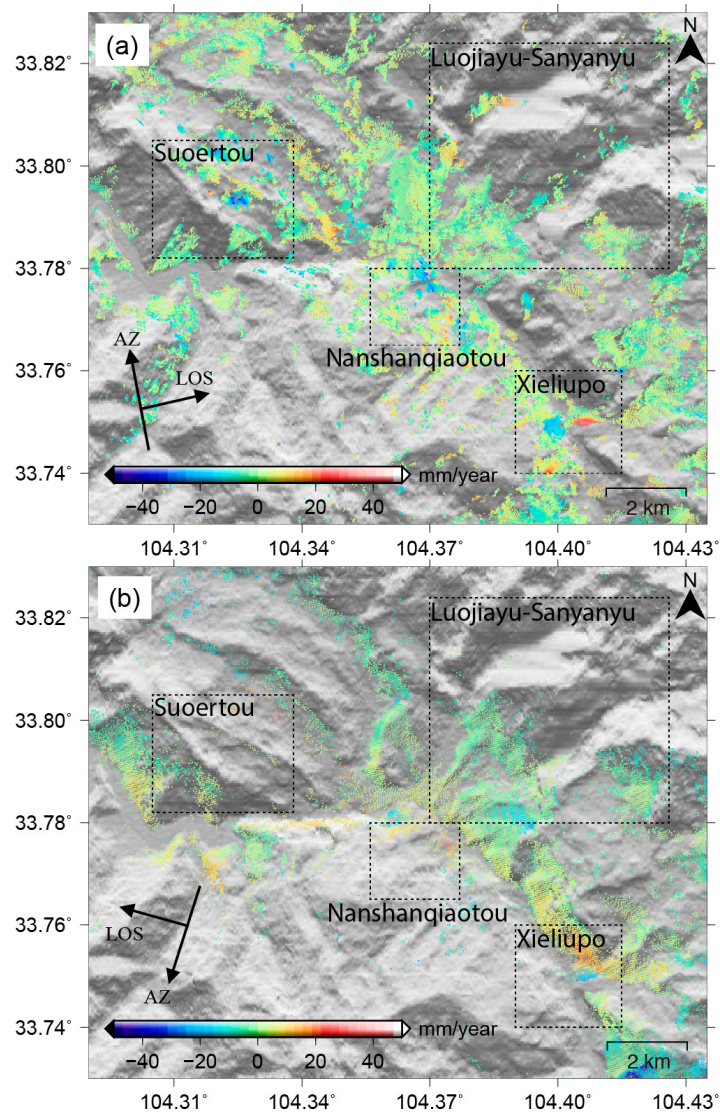 (a)
N
33.82
Luojiayu-Sanyanyu
33.80
Suoertou
33.78
Nanshanqiaotou
33.76
AZ
LOS
Xieliupo
33.74
−40 −20 0 20 40 mm/year
2 km
104.31° 104.34° 104.37° 104.40° 104.43°
(b)
N
33.82
Luojiayu-Sanyanyu
33.80
Suoertou
33.78
Nanshanqiaotou
33.76
LOS
AZ
Xieliupo
33.74
−40 −20 0 20 40 mm/year
2 km
104.31° 104.34° 104.37° 104.40° 104.43°